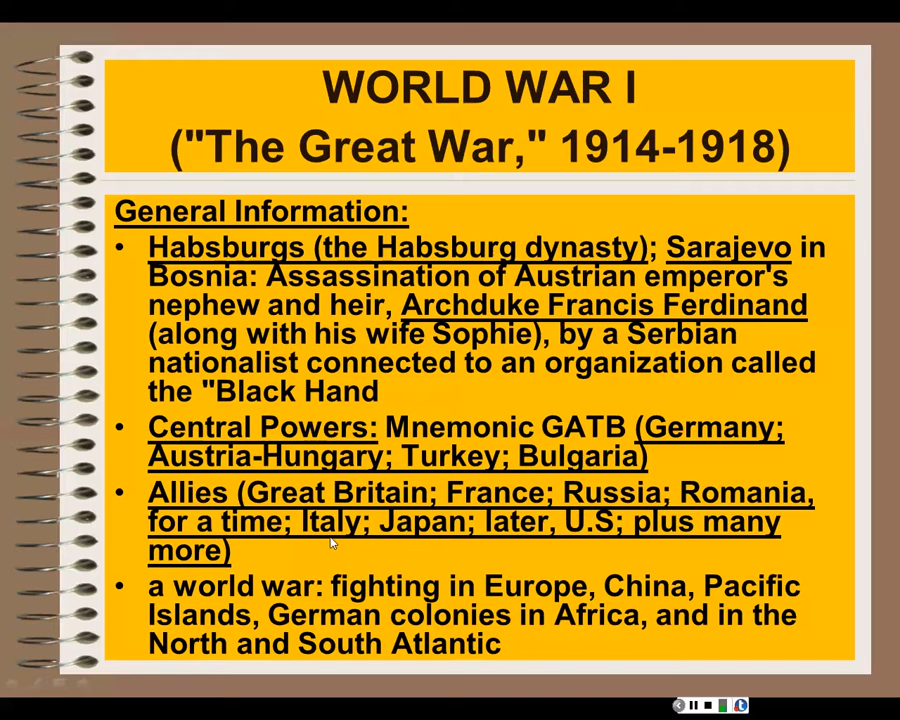 WORLD WAR I
("The Great War," 1914-1918)
General Information:
• Habsburgs (the Habsburg dynasty); Sarajevo in
Bosnia: Assassination of Austrian emperor's
nephew and heir, Archduke Francis Ferdinand
(along with his wife Sophie), by a Serbian
nationalist connected to an organization called
the "Black Hand
• Central Powers: Mnemonic GATB (Germany;
Austria-Hungary; Turkey; Bulgaria)
• Allies (Great Britain; France; Russia; Romania,
for a time; Italy; Japan; later, U.S; plus many
more)
• a world war: fighting in Europe, China, Pacific
Islands, German colonies in Africa, and in the
North and South Atlantic